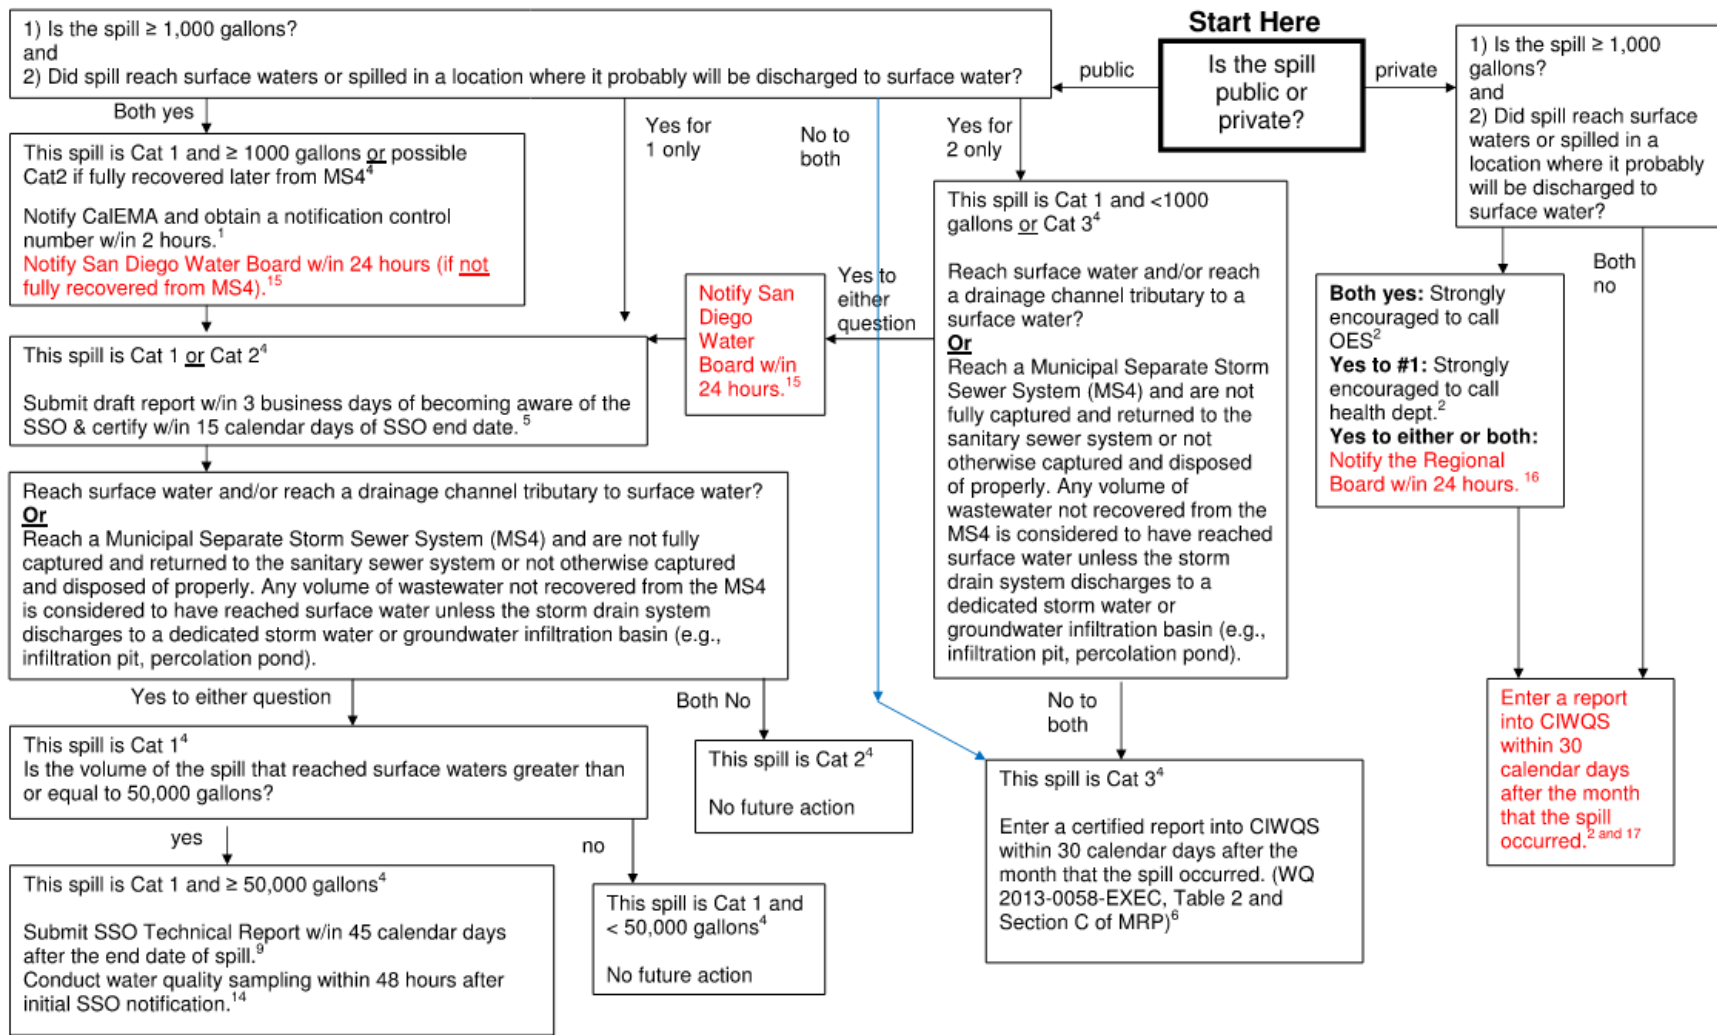 Start Here
Is the spill
public or
private?
public
private
1) Is the spill ≥ 1,000 gallons?
and
2) Did spill reach surface waters or spilled in a location where it probably will be discharged to surface water?
Both yes
Yes for
1 only
No to
both
Yes for
2 only
This spill is Cat 1 and ≥ 1000 gallons or possible
Cat2 if fully recovered later from MS4⁴
Notify CalEMA and obtain a notification control
number w/in 2 hours.¹
Notify San Diego Water Board w/in 24 hours (if not
fully recovered from MS4).¹⁵
This spill is Cat 1 or Cat 2⁴
Submit draft report w/in 3 business days of becoming aware of the
SSO & certify w/in 15 calendar days of SSO end date. ⁵
Notify San
Diego
Water
Board w/in
24 hours.¹⁵
Yes to
either
question
This spill is Cat 1 and <1000
gallons or Cat 3⁴
Reach surface water and/or reach
a drainage channel tributary to a
surface water?
Or
Reach a Municipal Separate Storm
Sewer System (MS4) and are not
fully captured and returned to the
sanitary sewer system or not
otherwise captured and disposed
of properly. Any volume of
wastewater not recovered from the
MS4 is considered to have reached
surface water unless the storm
drain system discharges to a
dedicated storm water or
groundwater infiltration basin (e.g.,
infiltration pit, percolation pond).
No to
both
Reach surface water and/or reach a drainage channel tributary to surface water?
Or
Reach a Municipal Separate Storm Sewer System (MS4) and are not fully
captured and returned to the sanitary sewer system or not otherwise captured
and disposed of properly. Any volume of wastewater not recovered from the MS4
is considered to have reached surface water unless the storm drain system
discharges to a dedicated storm water or groundwater infiltration basin (e.g.,
infiltration pit, percolation pond).
Yes to either question
Both No
This spill is Cat 1⁴
Is the volume of the spill that reached surface waters greater than
or equal to 50,000 gallons?
This spill is Cat 2⁴
No future action
yes
no
This spill is Cat 1 and ≥ 50,000 gallons⁴
Submit SSO Technical Report w/in 45 calendar days
after the end date of spill.⁹
Conduct water quality sampling within 48 hours after
initial SSO notification.¹⁴
This spill is Cat 1 and
< 50,000 gallons⁴
No future action
This spill is Cat 3⁴
Enter a certified report into CIWQS
within 30 calendar days after the
month that the spill occurred. (WQ
2013-0058-EXEC, Table 2 and
Section C of MRP)⁶
1) Is the spill ≥ 1,000
gallons?
and
2) Did spill reach surface
waters or spilled in a
location where it probably
will be discharged to
surface water?
Both
no
Both yes: Strongly
encouraged to call
OES²
Yes to #1: Strongly
encouraged to call
health dept.²
Yes to either or both:
Notify the Regional
Board w/in 24 hours. ¹⁶
Enter a report
into CIWQS
within 30
calendar days
after the month
that the spill
occurred.² ᵃⁿᵈ ¹⁷